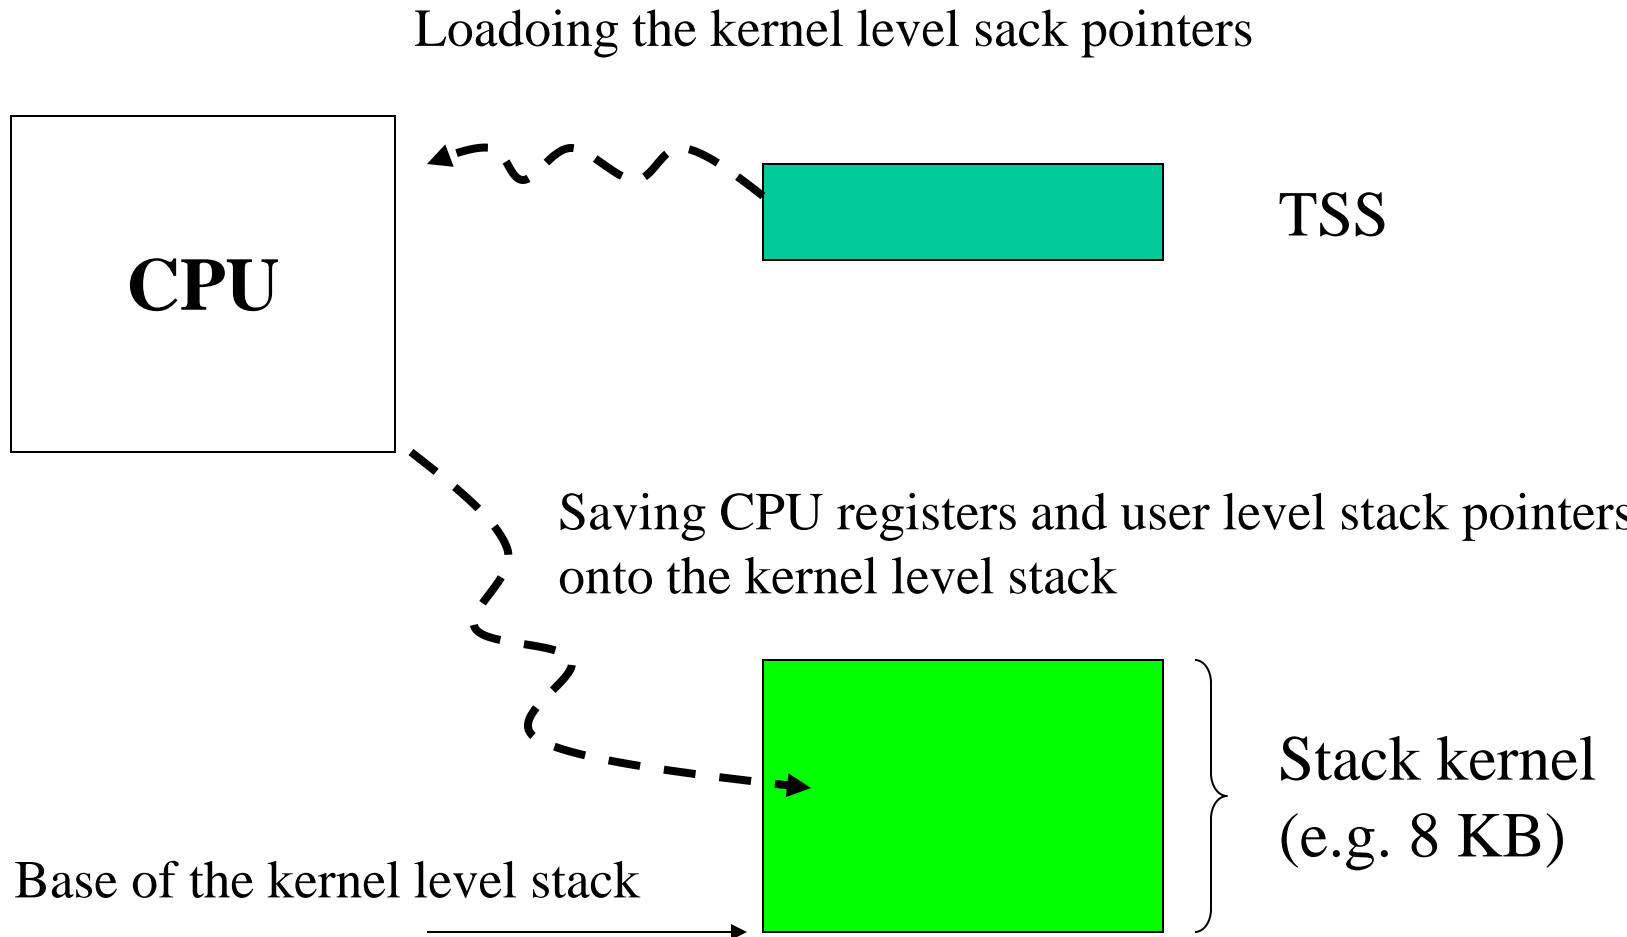 Loadoing the kernel level sack pointers
TSS
CPU
Saving CPU registers and user level stack pointers
onto the kernel level stack
Stack kernel
(e.g. 8 KB)
Base of the kernel level stack